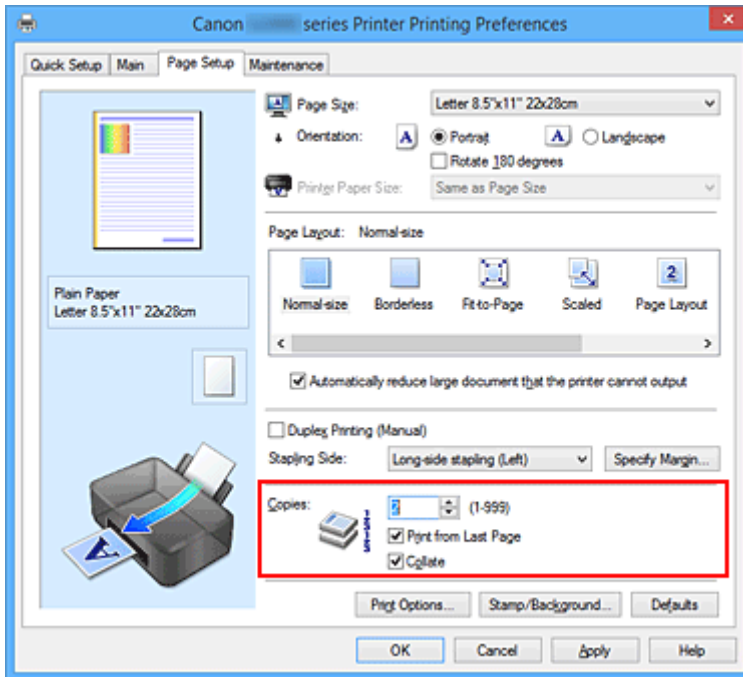 Canon series Printer Printing Preferences
Quick Setup Main Page Setup Maintenance
Page Size: Letter 8.5"x11" 22x28cm
Orientation: A Portrait A Landscape
Rotate 180 degrees
Printer Paper Size: Same as Page Size
Page Layout: Normal-size
2
Normal-size Borderless Fit-to-Page Scaled Page Layout
Automatically reduce large document that the printer cannot output
Plain Paper
Letter 8.5"x11" 22x28cm
Duplex Printing (Manual)
Stapling Side: Long-side stapling (Left) Specify Margin...
Copies: 2 (1-999)
Print from Last Page
Collate
A
Print Options... Stamp/Background... Defaults
OK Cancel Apply Help